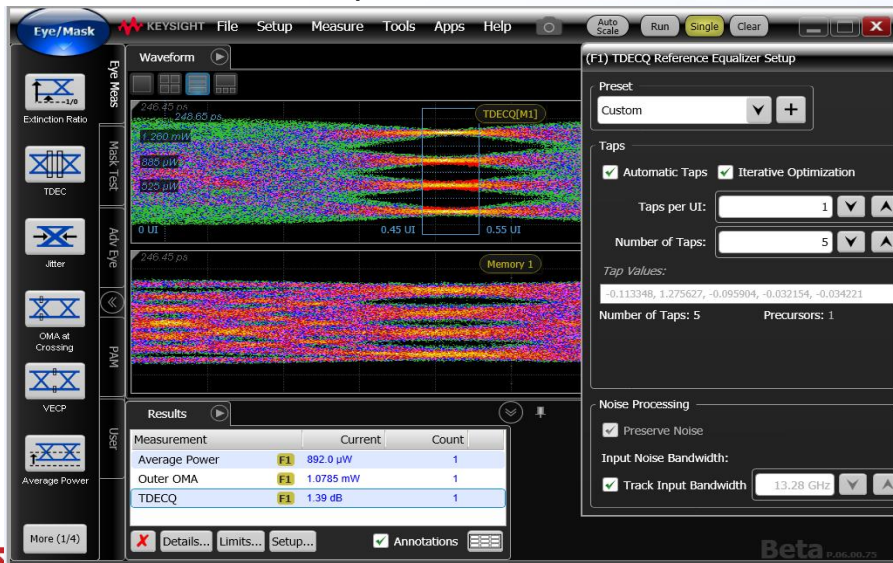 Eye/Mask
KEYSIGHT File Setup Measure Tools Apps Help
Auto Scale Run Single Clear
Extinction Ratio
TDEC
Jitter
OMA at Crossing
VECP
Average Power
More (1/4)
Eye Meas
Mask Test
Adv Eye
PAM
User
Waveform
246.45 ps
248.65 ps
TDECQ[M1]
1.260 mW
885 µW
525 µW
0 UI 0.45 UI 0.55 UI
246.45 ps
Memory 1
Results
Measurement Current Count
Average Power F1 892.0 µW 1
Outer OMA F1 1.0785 mW 1
TDECQ F1 1.39 dB 1
Details... Limits... Setup... Annotations
(F1) TDECQ Reference Equalizer Setup
Preset
Custom
Taps
Automatic Taps Iterative Optimization
Taps per UI: 1
Number of Taps: 5
Tap Values:
-0.113348, 1.275627, -0.095904, -0.032154, -0.034221
Number of Taps: 5 Precursors: 1
Noise Processing
Preserve Noise
Input Noise Bandwidth:
Track Input Bandwidth 13.28 GHz
Beta P.06.00.75